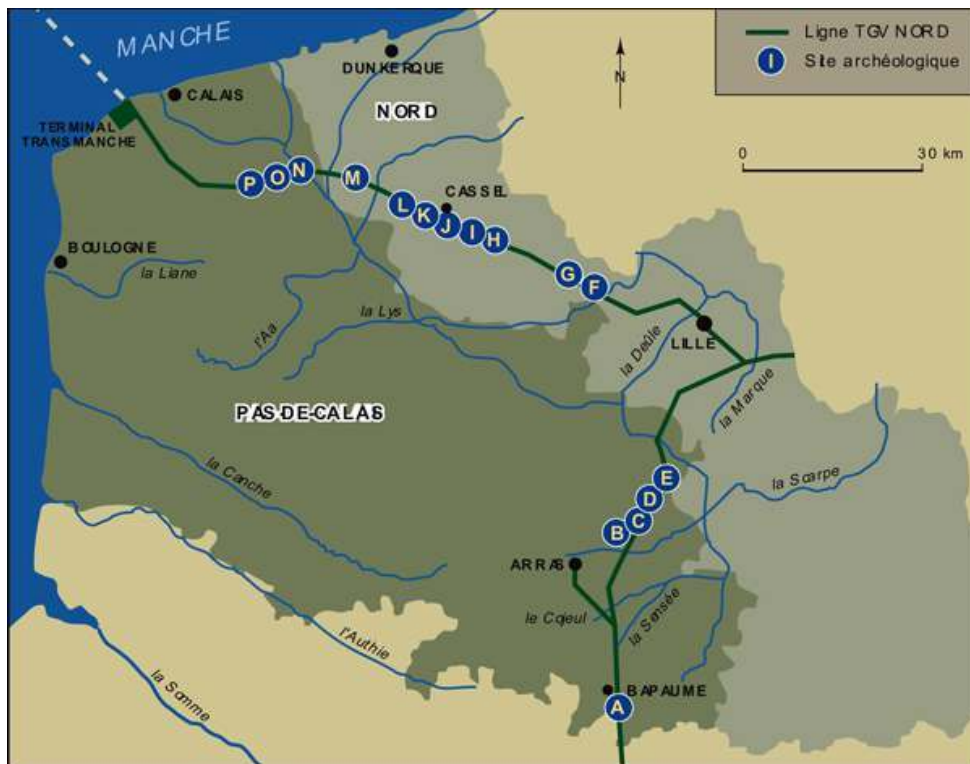 MANCHE
DUNKERQUE
CALAIS
NORD
TERMINAL
TRANSMANCHE
Ligne TGV NORD
I
Site archéologique
N
0
30 km
P
O
N
M
L
K
J
I
H
CASSEL
BOULOGNE
la Liane
G
F
l'Aa
la Lys
la Deûle
LILLE
la Marque
PAS-DE-CALAIS
la Canche
la Scarpe
E
D
C
B
ARRAS
le Cojeul
la Sensée
l'Authie
la Somme
BAPAUME
A